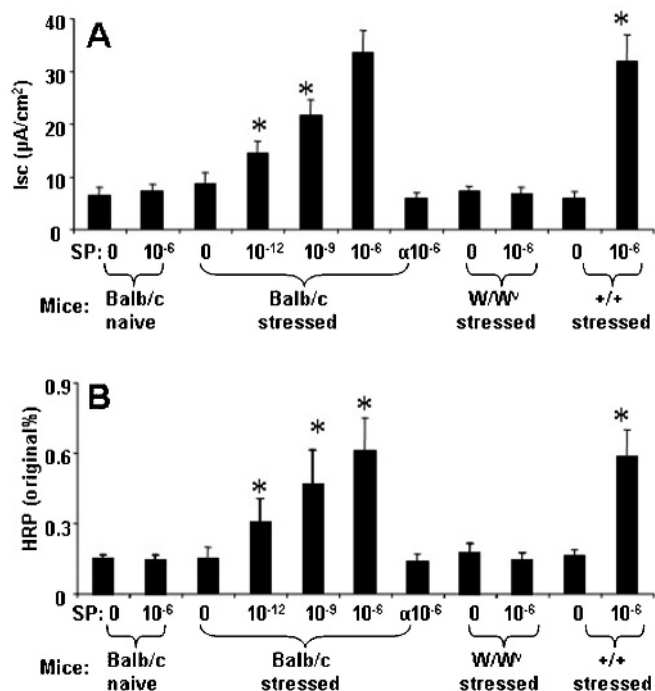 A
Isc (µA/cm²)
40
30
20
10
0
* * *
SP: 0 10⁻⁶ 0 10⁻¹² 10⁻⁹ 10⁻⁶ α10⁻⁶ 0 10⁻⁶ 0 10⁻⁶
Mice: Balb/c Balb/c W/Wᵛ +/+
naive stressed stressed stressed
B
HRP (original%)
0.9
0.6
0.3
0
* * * *
SP: 0 10⁻⁶ 0 10⁻¹² 10⁻⁹ 10⁻⁶ α10⁻⁶ 0 10⁻⁶ 0 10⁻⁶
Mice: Balb/c Balb/c W/Wᵛ +/+
naive stressed stressed stressed